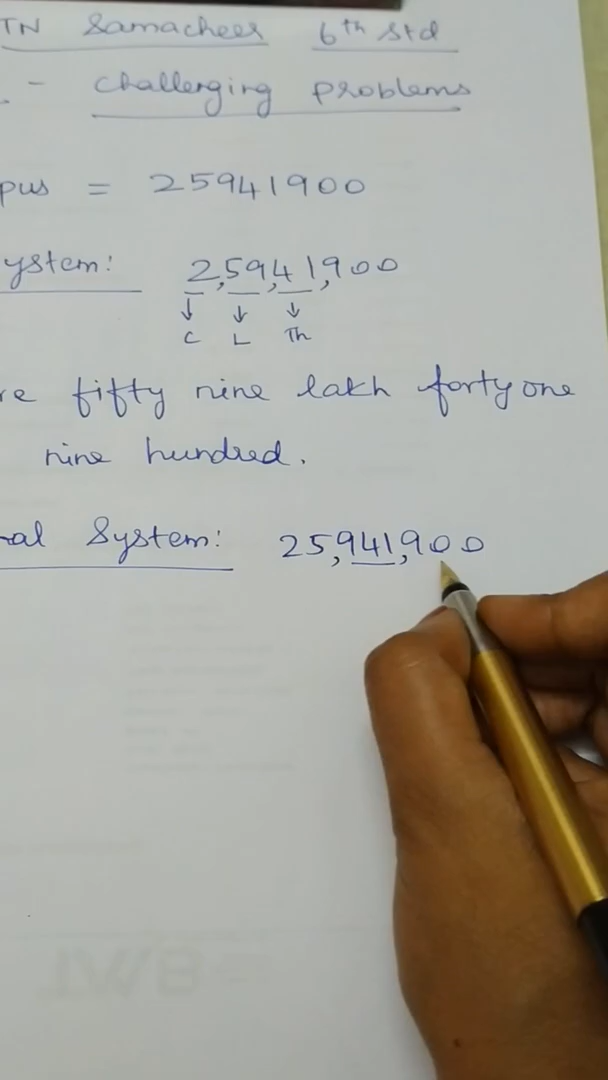 TN Samacheer 6th std
- Challenging Problems
pus = 25941900
ystem: 2,59,41,900
C L Th
re fifty nine lakh forty one
nine hundred.
nal System: 25,941,900